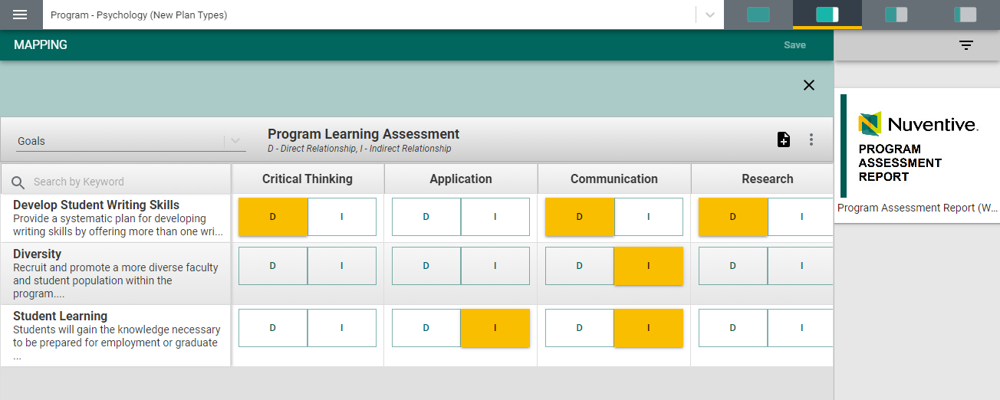 Program - Psychology (New Plan Types)
MAPPING
Save
Goals
Program Learning Assessment
D - Direct Relationship, I - Indirect Relationship
Search by Keyword
Critical Thinking
Application
Communication
Research
Develop Student Writing Skills
Provide a systematic plan for developing
writing skills by offering more than one wri...
D I D I D I D I
Diversity
Recruit and promote a more diverse faculty
and student population within the
program....
D I D I D I D I
Student Learning
Students will gain the knowledge necessary
to be prepared for employment or graduate
...
D I D I D I D I
Nuventive.
PROGRAM
ASSESSMENT
REPORT
Program Assessment Report (W...